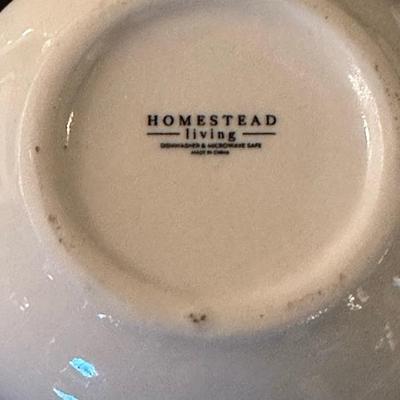 HOMESTEAD
living
DISHWASHER & MICROWAVE SAFE
MADE IN CHINA